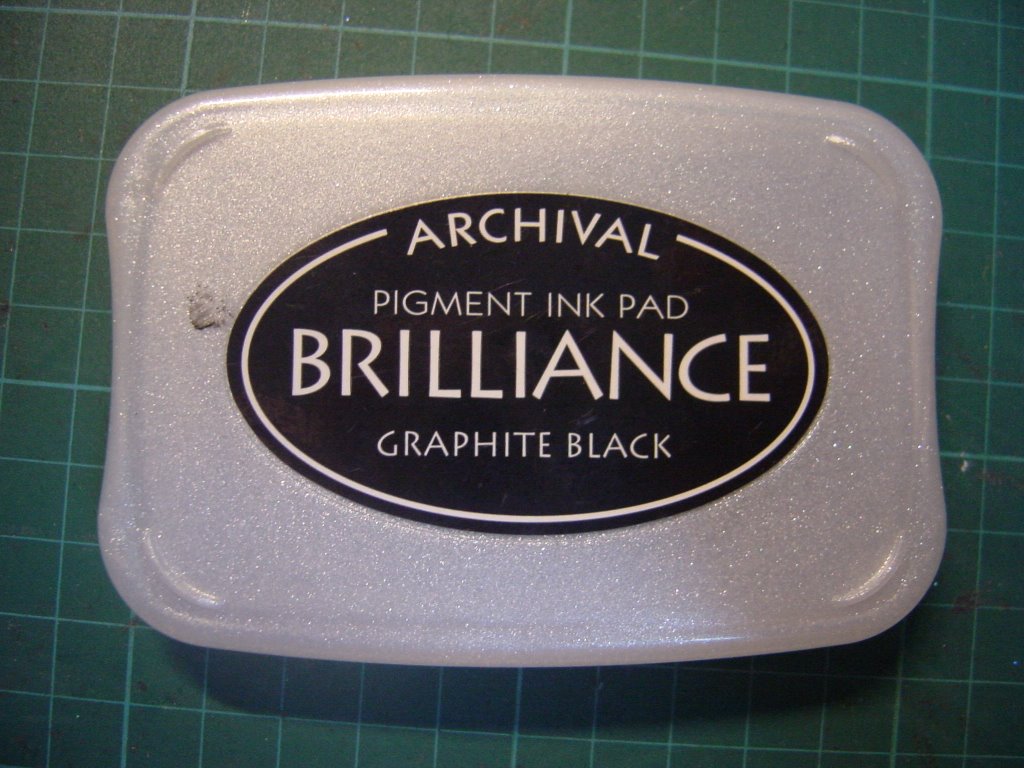 ARCHIVAL
PIGMENT INK PAD
BRILLIANCE
GRAPHITE BLACK